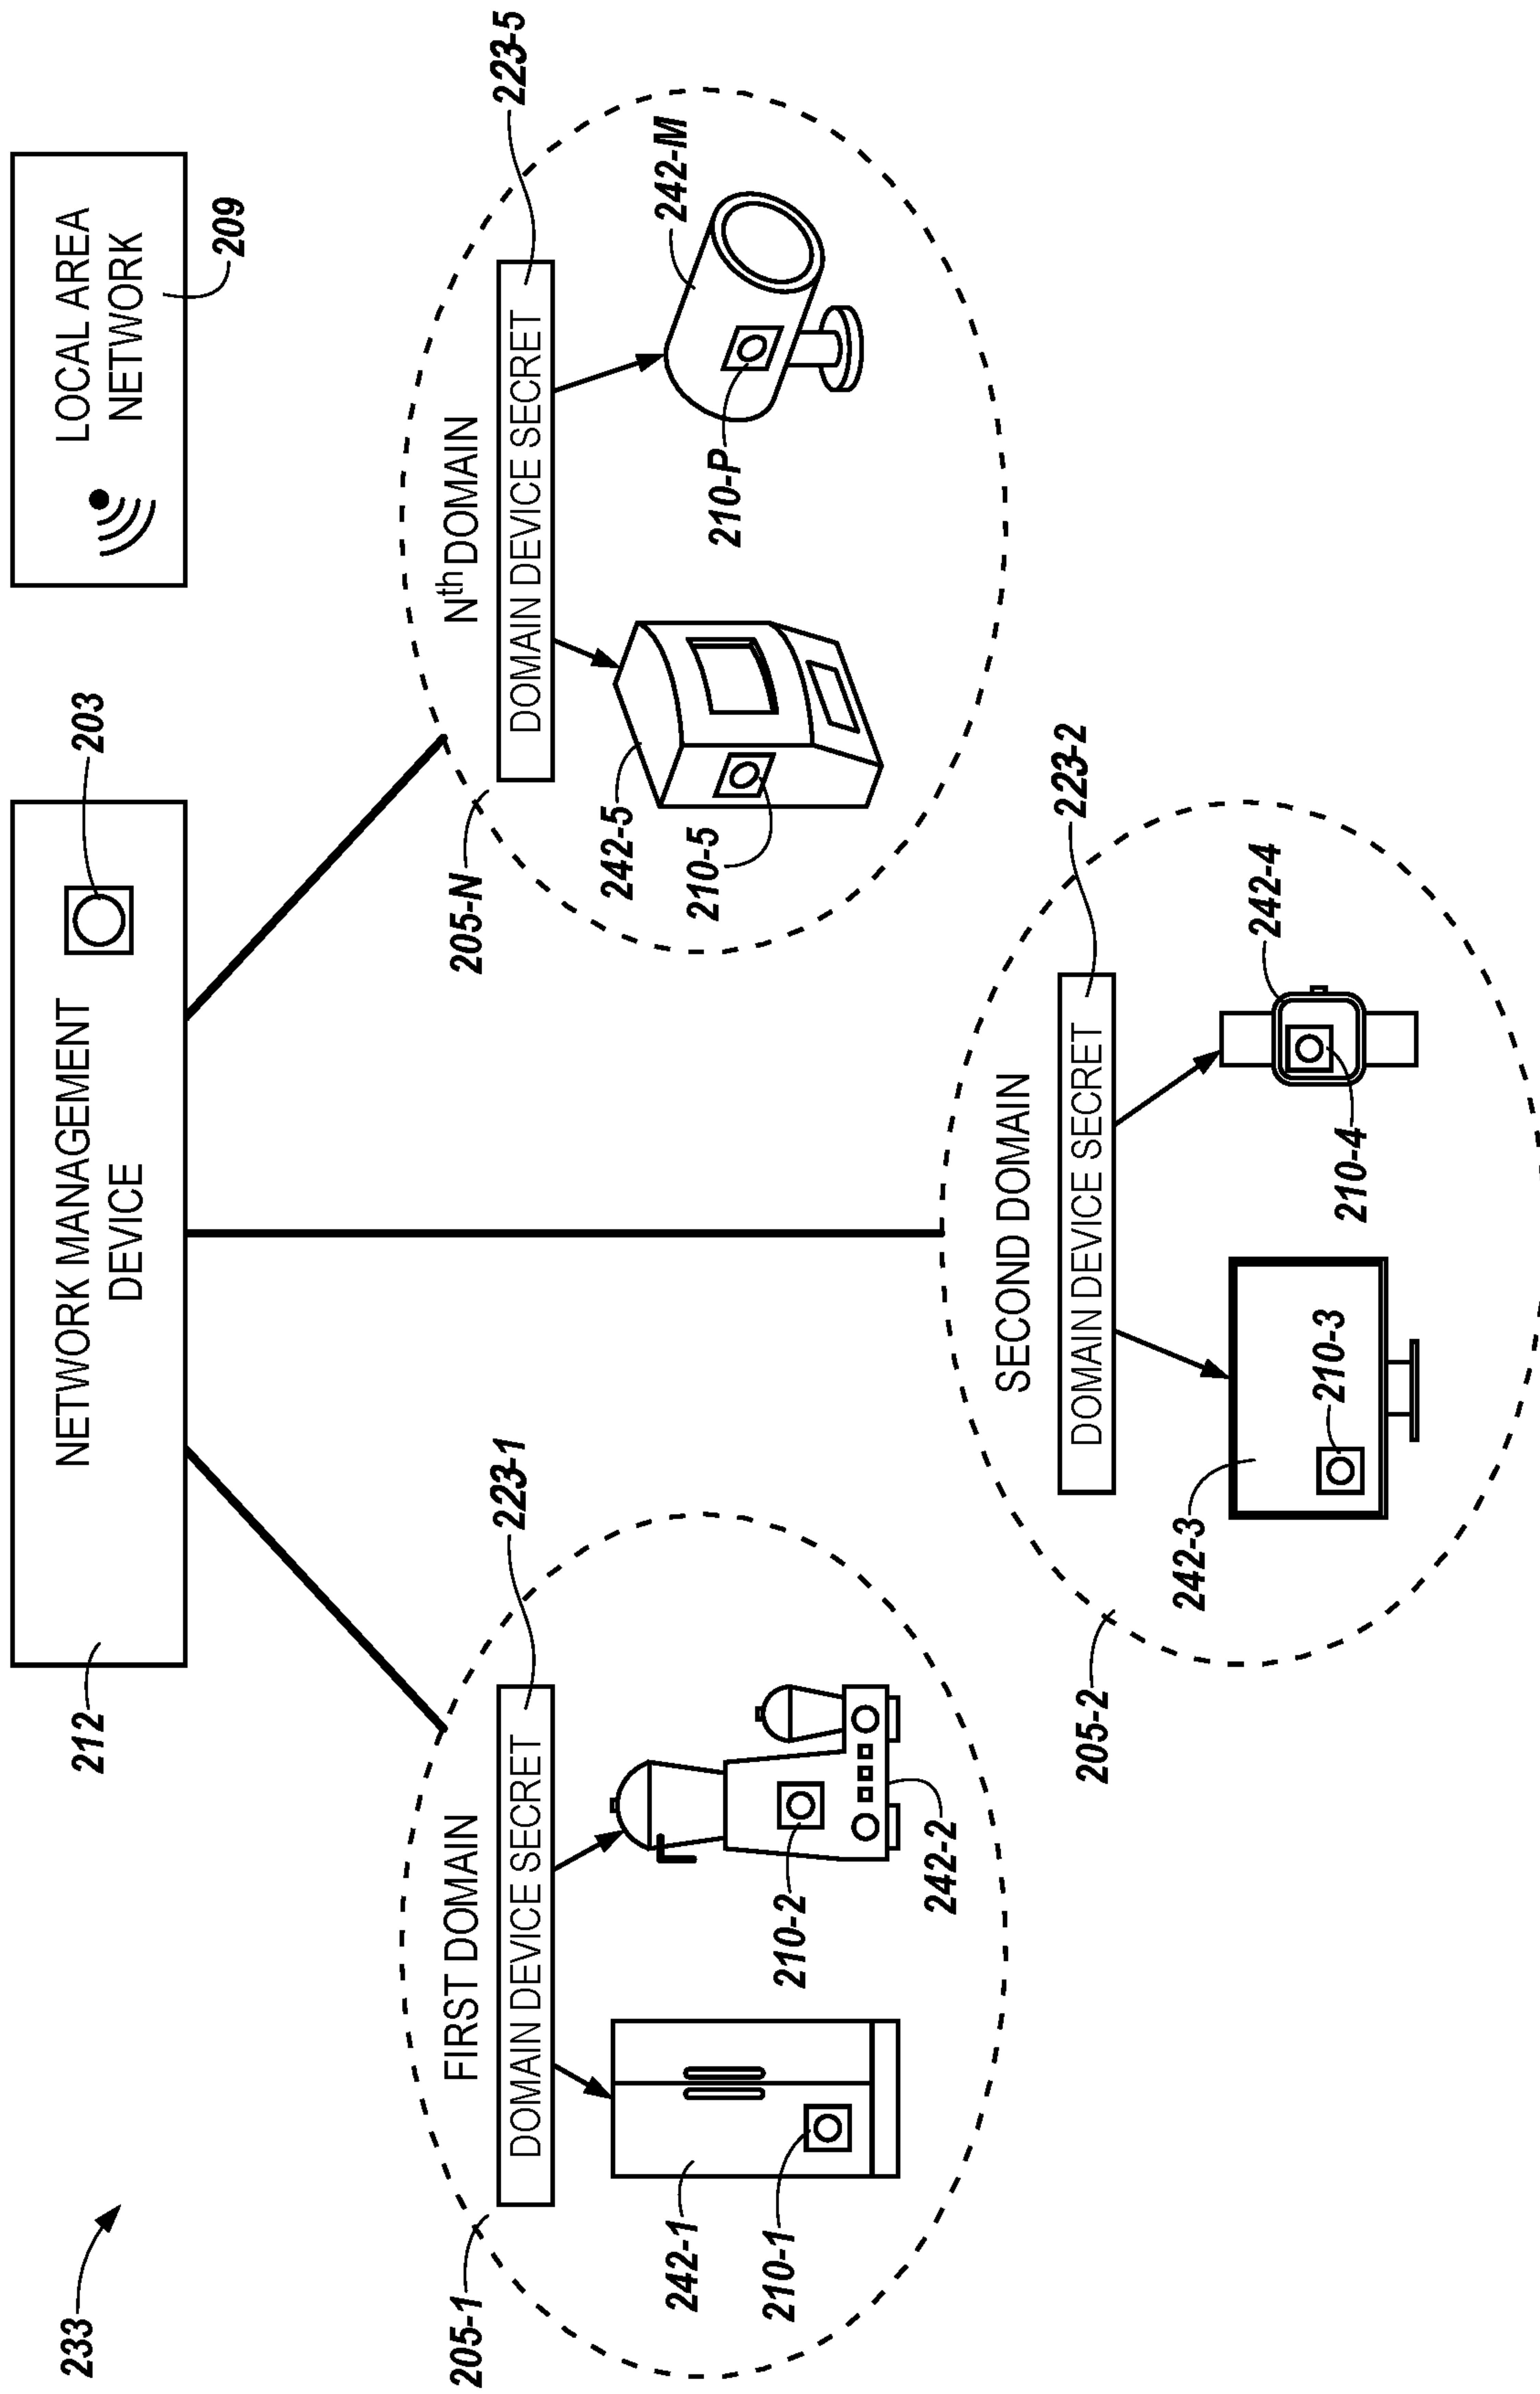 233
212
NETWORK MANAGEMENT
DEVICE
203
LOCAL AREA
NETWORK
209
205-1
FIRST DOMAIN
DOMAIN DEVICE SECRET
223-1
242-1
210-1
210-2
242-2
205-2
SECOND DOMAIN
DOMAIN DEVICE SECRET
223-2
242-3
210-3
210-4
242-4
205-N
Nth DOMAIN
DOMAIN DEVICE SECRET
223-5
242-5
210-5
210-P
242-M